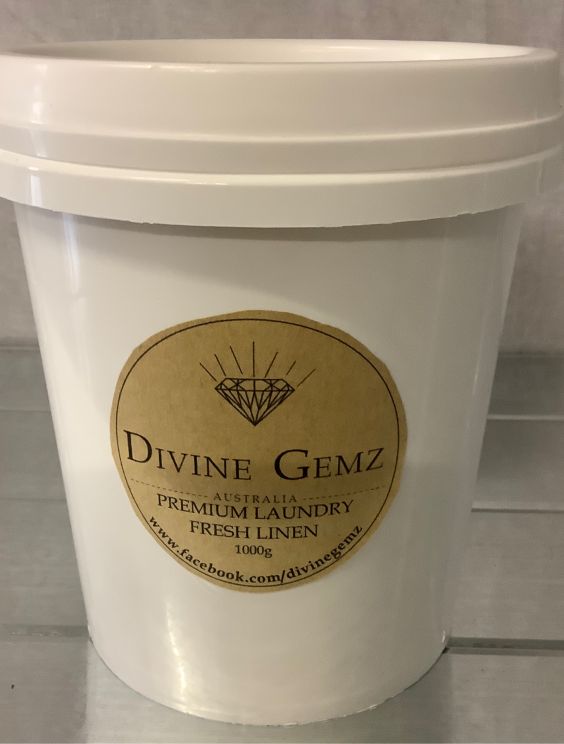 DIVINE GEMZ
AUSTRALIA
PREMIUM LAUNDRY
FRESH LINEN
1000g
www.facebook.com/divinegemz